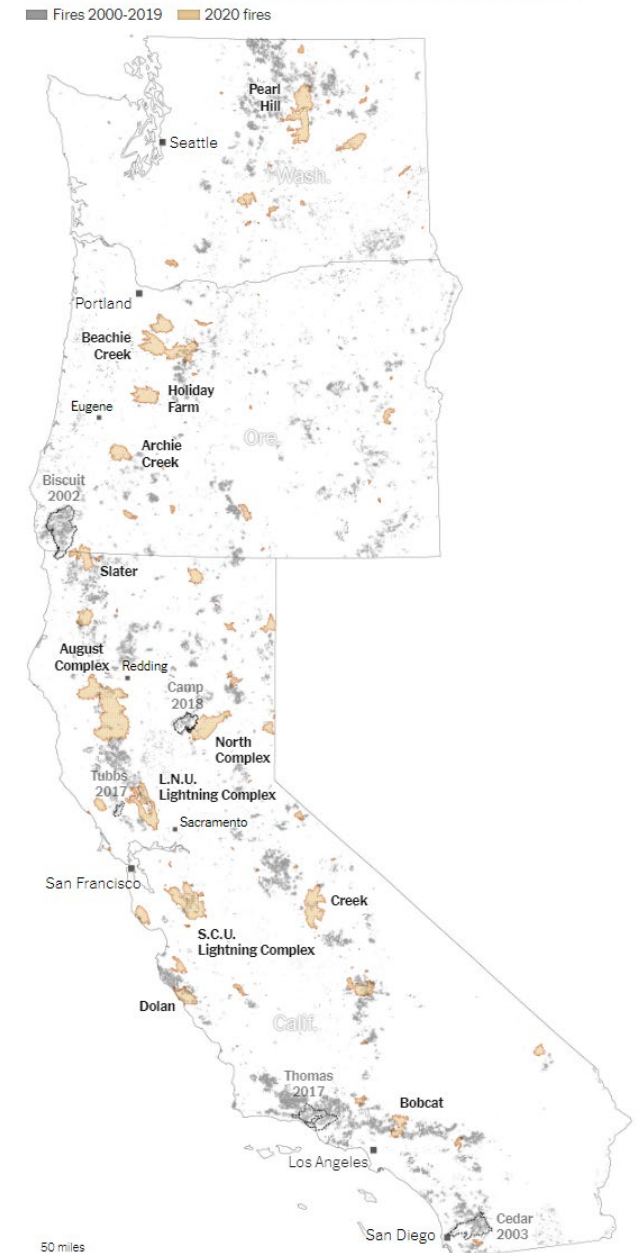 Fires 2000-2019 2020 fires
Pearl
Hill
Seattle
Wash.
Portland
Beachie
Creek
Holiday
Farm
Eugene
Ore.
Archie
Creek
Biscuit
2002
Slater
August
Complex
Redding
Camp
2018
North
Complex
Tubbs
2017
L.N.U.
Lightning Complex
Sacramento
San Francisco
Creek
S.C.U.
Lightning Complex
Dolan
Calif.
Thomas
2017
Bobcat
Los Angeles
Cedar
2003
San Diego
50 miles